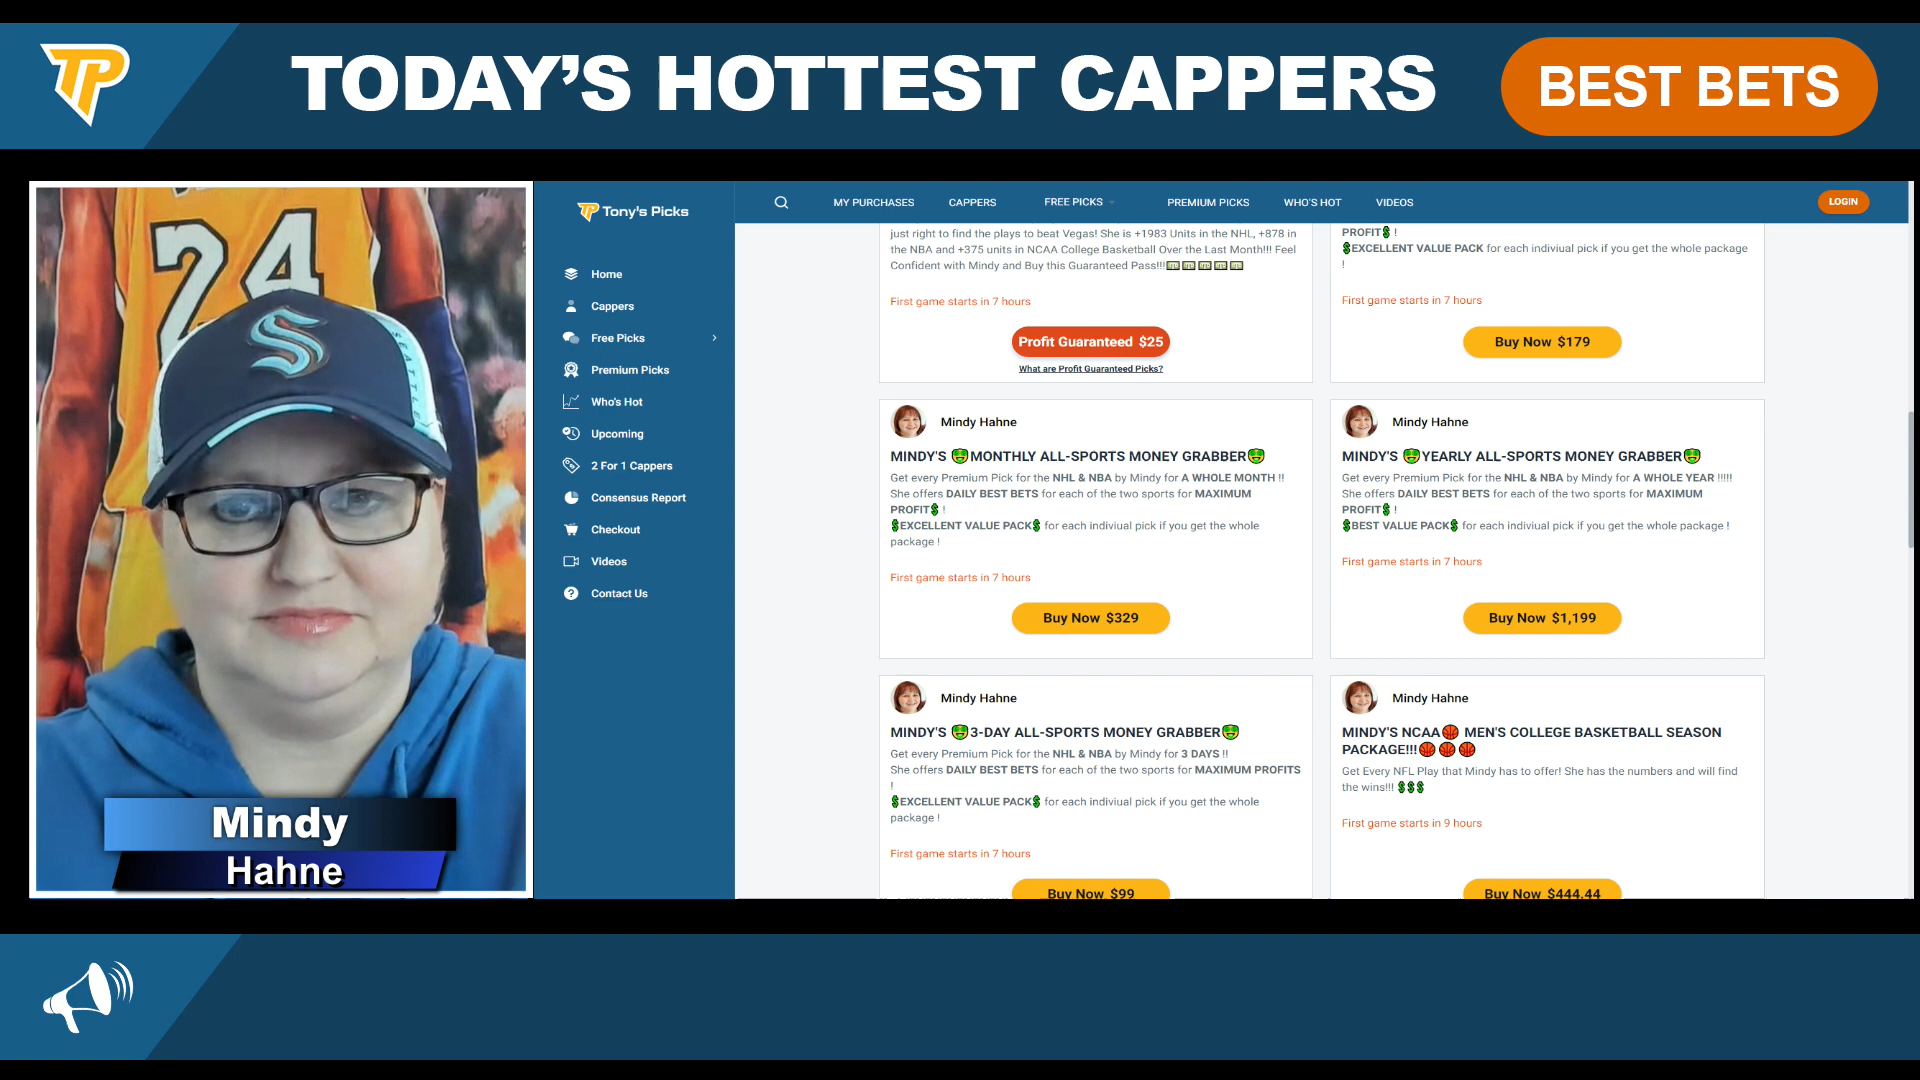 TP
TODAY'S HOTTEST CAPPERS
BEST BETS
24
SEATTLE
Mindy
Hahne
TP Tony's Picks
Home
Cappers
Free Picks
Premium Picks
Who's Hot
Upcoming
2 For 1 Cappers
Consensus Report
Checkout
Videos
Contact Us
MY PURCHASES
CAPPERS
FREE PICKS
PREMIUM PICKS
WHO'S HOT
VIDEOS
LOGIN
just right to find the plays to beat Vegas! She is +1983 Units in the NHL, +878 in
the NBA and +375 units in NCAA College Basketball Over the Last Month!!! Feel
Confident with Mindy and Buy this Guaranteed Pass!!!💵💵💵💵💵
First game starts in 7 hours
Profit Guaranteed $25
What are Profit Guaranteed Picks?
PROFIT💲 !
💲EXCELLENT VALUE PACK for each indiviual pick if you get the whole package
!
First game starts in 7 hours
Buy Now $179
Mindy Hahne
MINDY'S 🤑MONTHLY ALL-SPORTS MONEY GRABBER🤑
Get every Premium Pick for the NHL & NBA by Mindy for A WHOLE MONTH !!
She offers DAILY BEST BETS for each of the two sports for MAXIMUM
PROFIT💲 !
💲EXCELLENT VALUE PACK💲 for each indiviual pick if you get the whole
package !
First game starts in 7 hours
Buy Now $329
Mindy Hahne
MINDY'S 🤑YEARLY ALL-SPORTS MONEY GRABBER🤑
Get every Premium Pick for the NHL & NBA by Mindy for A WHOLE YEAR !!!!!
She offers DAILY BEST BETS for each of the two sports for MAXIMUM
PROFIT💲 !
💲BEST VALUE PACK💲 for each indiviual pick if you get the whole package !
First game starts in 7 hours
Buy Now $1,199
Mindy Hahne
MINDY'S 🤑3-DAY ALL-SPORTS MONEY GRABBER🤑
Get every Premium Pick for the NHL & NBA by Mindy for 3 DAYS !!
She offers DAILY BEST BETS for each of the two sports for MAXIMUM PROFITS
!
💲EXCELLENT VALUE PACK💲 for each indiviual pick if you get the whole
package !
First game starts in 7 hours
Buy Now $99
Mindy Hahne
MINDY'S NCAA🏀 MEN'S COLLEGE BASKETBALL SEASON
PACKAGE!!!🏀🏀🏀
Get Every NFL Play that Mindy has to offer! She has the numbers and will find
the wins!!! 💲💲💲
First game starts in 9 hours
Buy Now $444.44